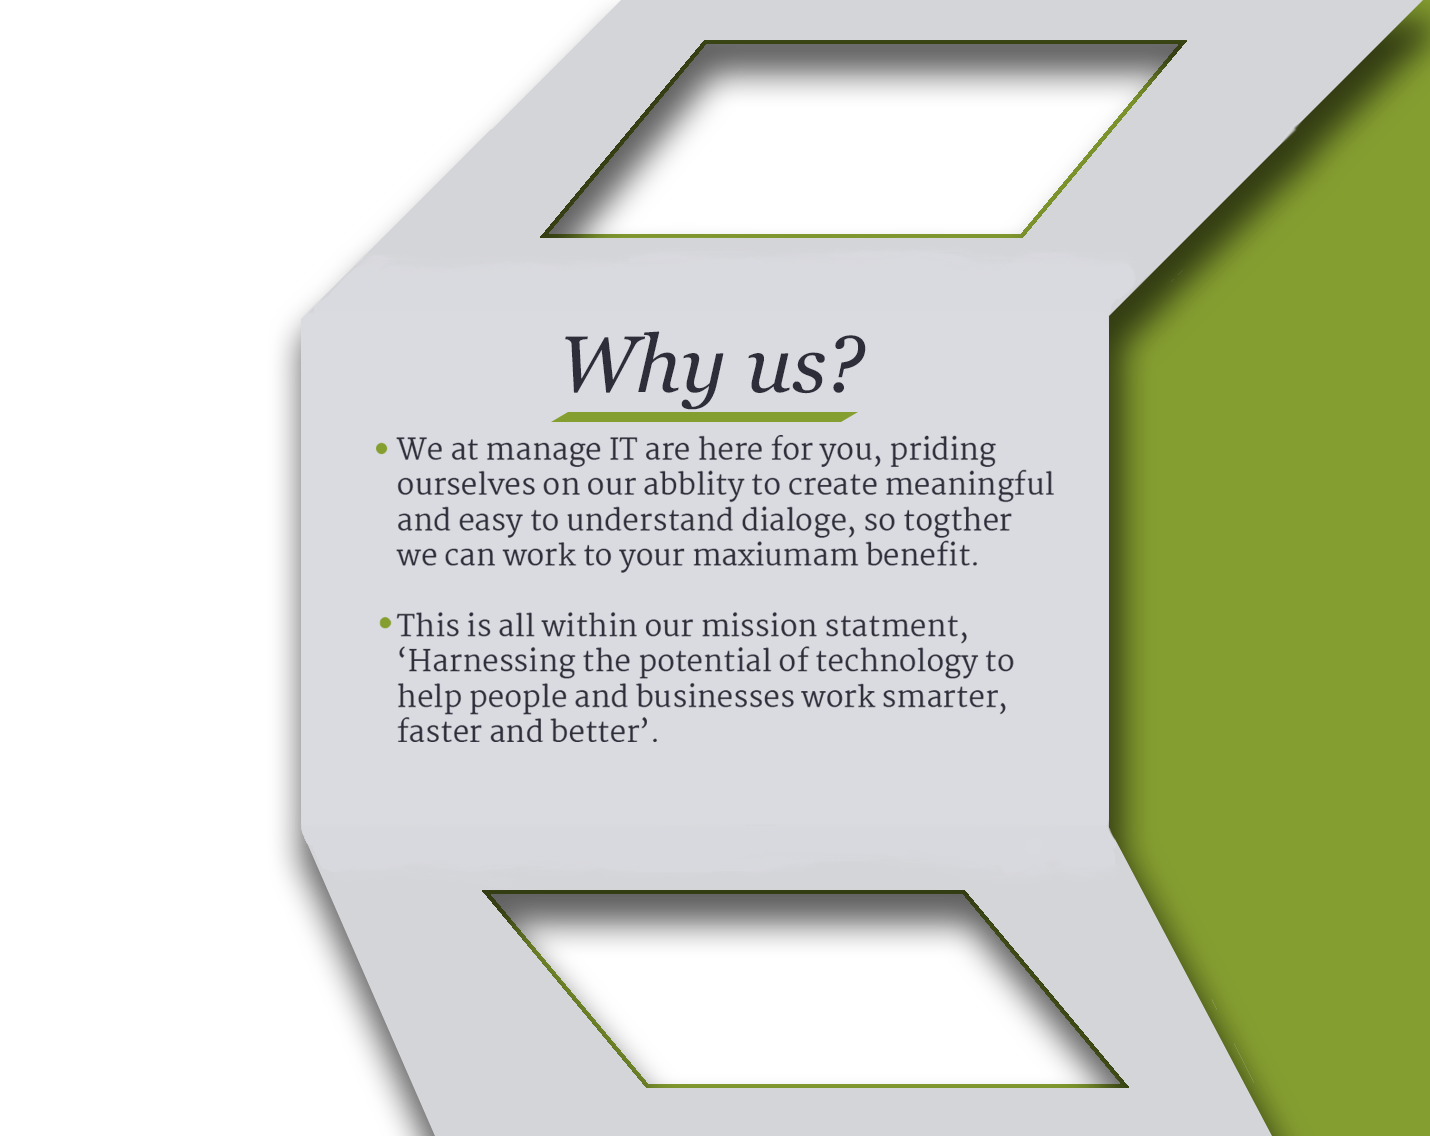 Why us?
• We at manage IT are here for you, priding
ourselves on our abblity to create meaningful
and easy to understand dialoge, so togther
we can work to your maxiumam benefit.
• This is all within our mission statment,
‘Harnessing the potential of technology to
help people and businesses work smarter,
faster and better’.